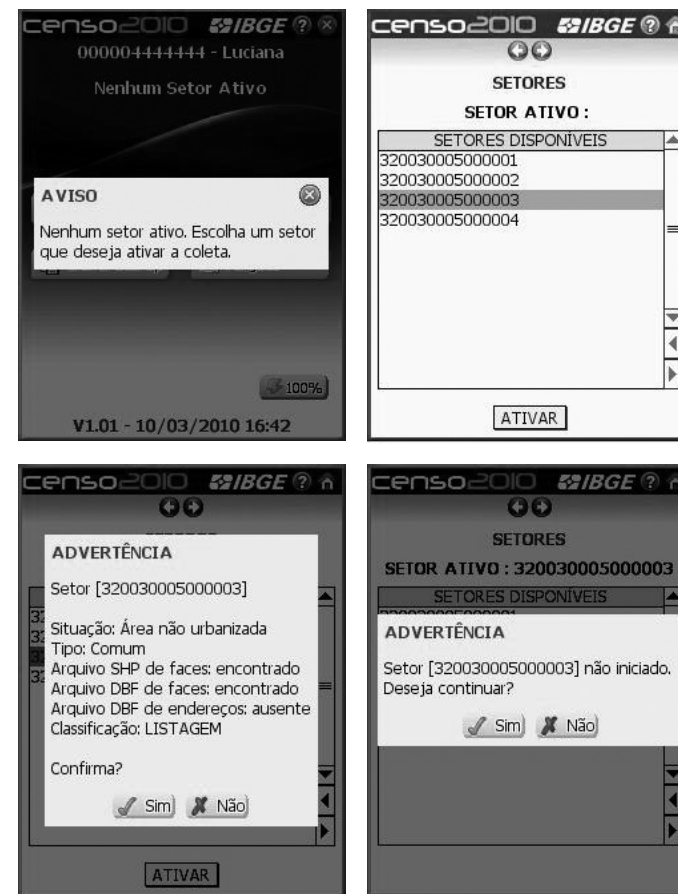 censo2010 IBGE ?
000004444444 - Luciana
Nenhum Setor Ativo
AVISO
Nenhum setor ativo. Escolha um setor
que deseja ativar a coleta.
100%
V1.01 - 10/03/2010 16:42
censo2010 IBGE ?
SETORES
SETOR ATIVO :
SETORES DISPONÍVEIS
320030005000001
320030005000002
320030005000003
320030005000004
ATIVAR
censo2010 IBGE ?
ADVERTÊNCIA
Setor [320030005000003]
Situação: Área não urbanizada
Tipo: Comum
Arquivo SHP de faces: encontrado
Arquivo DBF de faces: encontrado
Arquivo DBF de endereços: ausente
Classificação: LISTAGEM
Confirma?
Sim Não
ATIVAR
censo2010 IBGE ?
SETORES
SETOR ATIVO : 320030005000003
SETORES DISPONÍVEIS
ADVERTÊNCIA
Setor [320030005000003] não iniciado.
Deseja continuar?
Sim Não